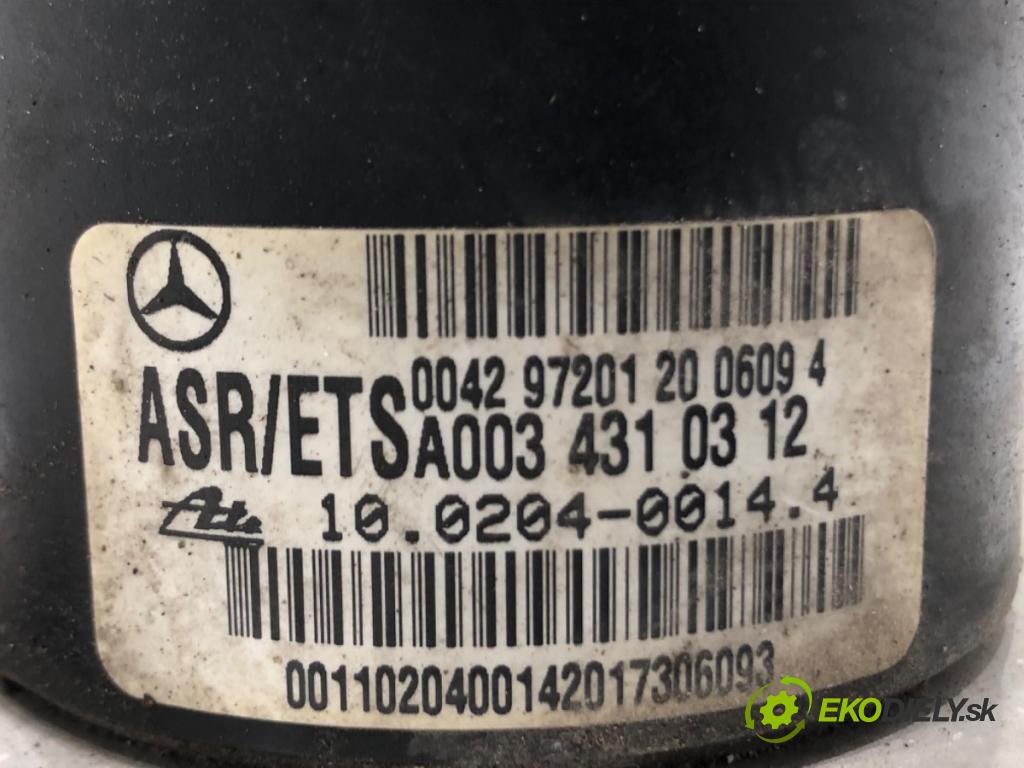 0042 97201 20 0609 4
ASR/ETS A003 431 03 12
Ate 10.0204-0014.4
0011020400142017306093
EKODIELY.sk